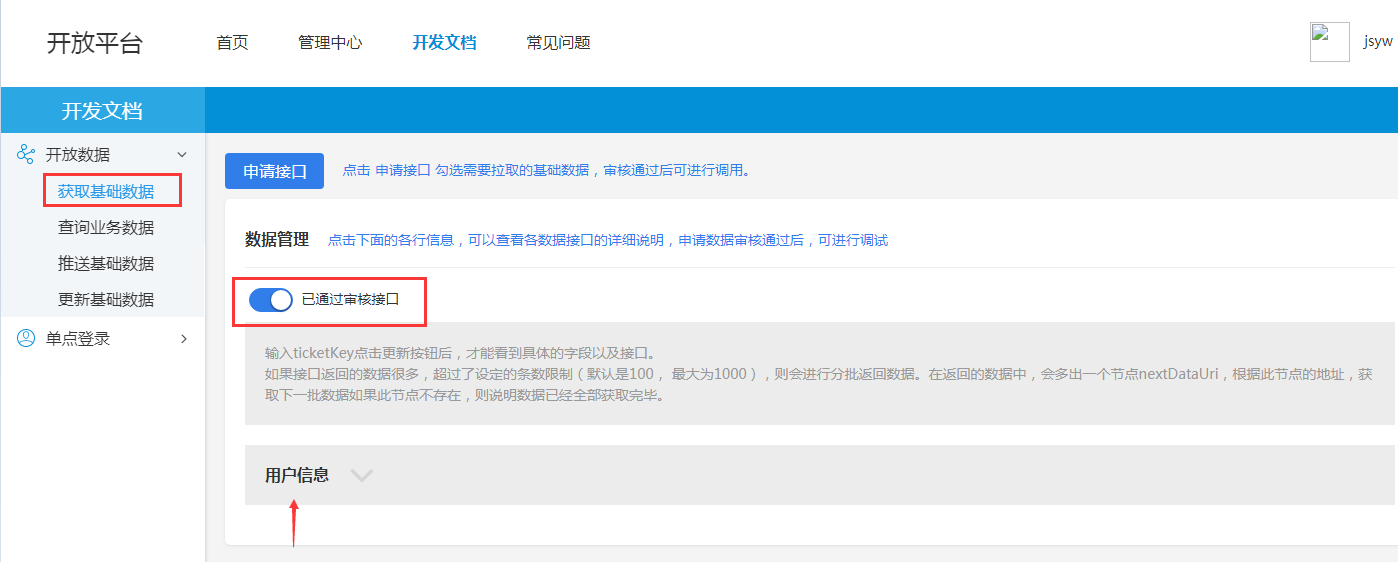 开放平台
首页
管理中心
开发文档
常见问题
jsyw
开发文档
开放数据
获取基础数据
查询业务数据
推送基础数据
更新基础数据
单点登录
申请接口
点击 申请接口 勾选需要拉取的基础数据，审核通过后可进行调用。
数据管理
点击下面的各行信息，可以查看各数据接口的详细说明，申请数据审核通过后，可进行调试
已通过审核接口
输入ticketKey点击更新按钮后，才能看到具体的字段以及接口。
如果接口返回的数据很多，超过了设定的条数限制（默认是100， 最大为1000），则会进行分批返回数据。在返回的数据中，会多出一个节点nextDataUri，根据此节点的地址，获
取下一批数据如果此节点不存在，则说明数据已经全部获取完毕。
用户信息